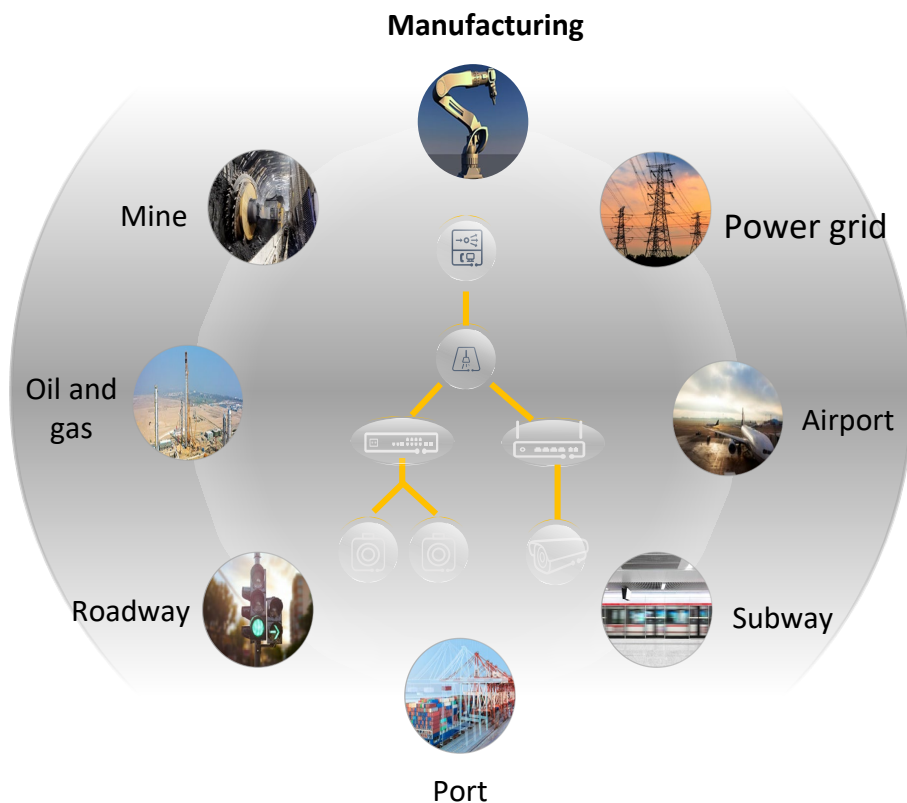 Manufacturing
Mine
Power grid
Oil and
gas
Airport
Roadway
Subway
Port